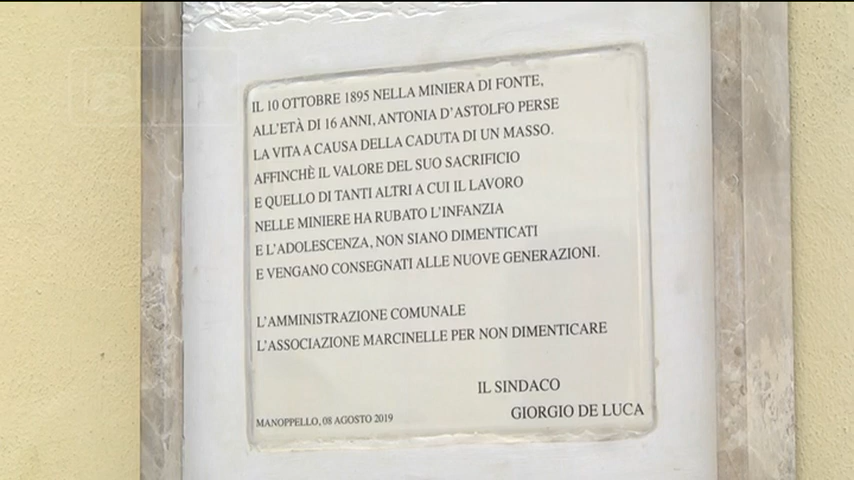 IL 10 OTTOBRE 1895 NELLA MINIERA DI FONTE,
ALL'ETÀ DI 16 ANNI, ANTONIA D'ASTOLFO PERSE
LA VITA A CAUSA DELLA CADUTA DI UN MASSO.
AFFINCHÈ IL VALORE DEL SUO SACRIFICIO
E QUELLO DI TANTI ALTRI A CUI IL LAVORO
NELLE MINIERE HA RUBATO L'INFANZIA
E L'ADOLESCENZA, NON SIANO DIMENTICATI
E VENGANO CONSEGNATI ALLE NUOVE GENERAZIONI.
L'AMMINISTRAZIONE COMUNALE
L'ASSOCIAZIONE MARCINELLE PER NON DIMENTICARE
IL SINDACO
GIORGIO DE LUCA
MANOPPELLO, 08 AGOSTO 2019